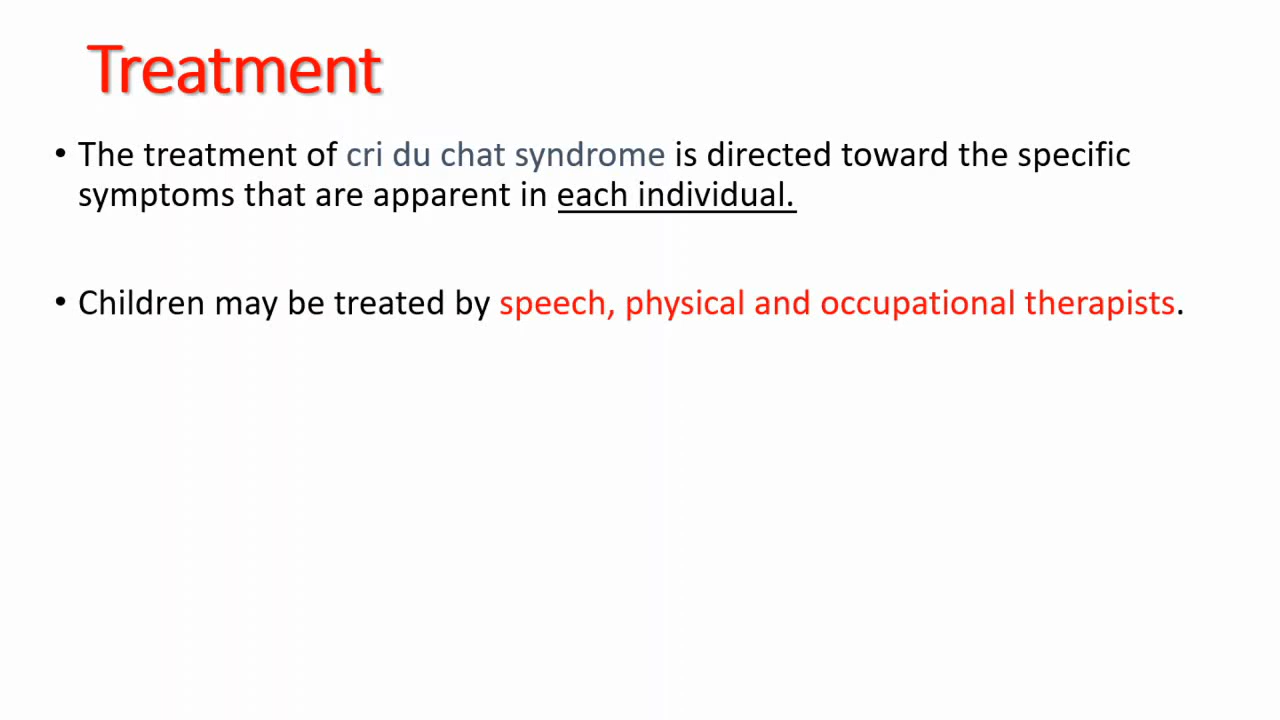 Treatment
• The treatment of cri du chat syndrome is directed toward the specific
symptoms that are apparent in each individual.
• Children may be treated by speech, physical and occupational therapists.